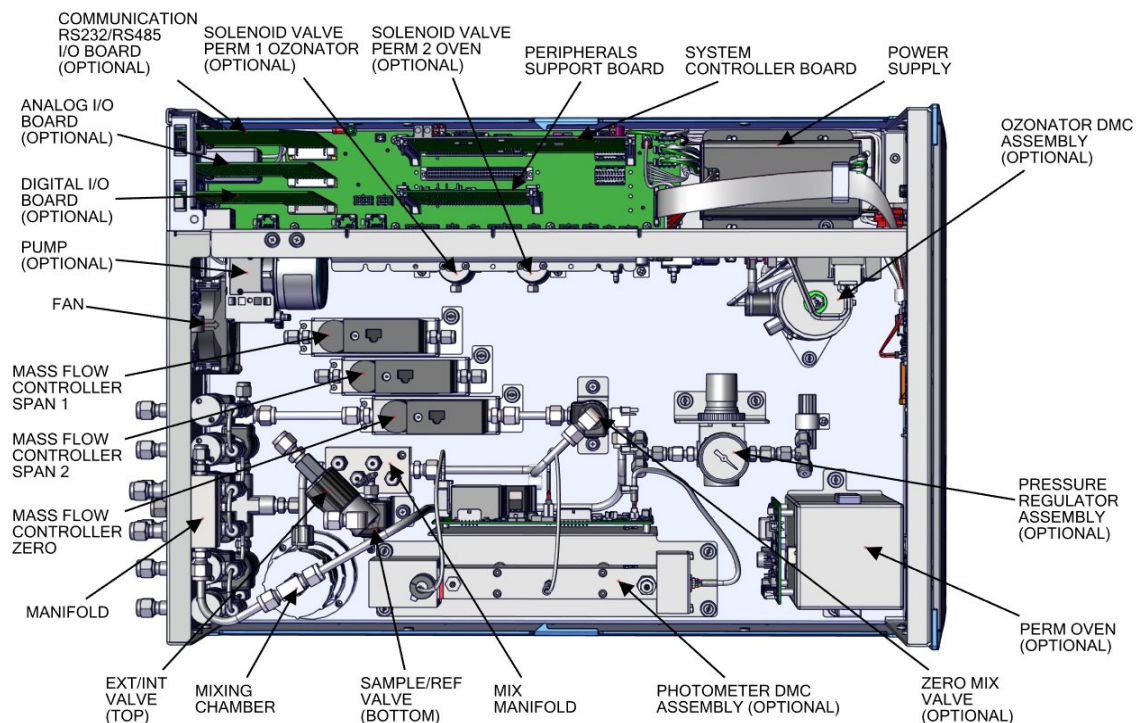 COMMUNICATION
RS232/RS485
I/O BOARD
(OPTIONAL)
SOLENOID VALVE
PERM 1 OZONATOR
(OPTIONAL)
SOLENOID VALVE
PERM 2 OVEN
(OPTIONAL)
PERIPHERALS
SUPPORT BOARD
SYSTEM
CONTROLLER BOARD
POWER
SUPPLY
OZONATOR DMC
ASSEMBLY
(OPTIONAL)
ANALOG I/O
BOARD
(OPTIONAL)
DIGITAL I/O
BOARD
(OPTIONAL)
PUMP
(OPTIONAL)
FAN
MASS FLOW
CONTROLLER
SPAN 1
MASS FLOW
CONTROLLER
SPAN 2
MASS FLOW
CONTROLLER
ZERO
MANIFOLD
PRESSURE
REGULATOR
ASSEMBLY
(OPTIONAL)
PERM OVEN
(OPTIONAL)
EXT/INT
VALVE
(TOP)
MIXING
CHAMBER
SAMPLE/REF
VALVE
(BOTTOM)
MIX
MANIFOLD
PHOTOMETER DMC
ASSEMBLY (OPTIONAL)
ZERO MIX
VALVE
(OPTIONAL)